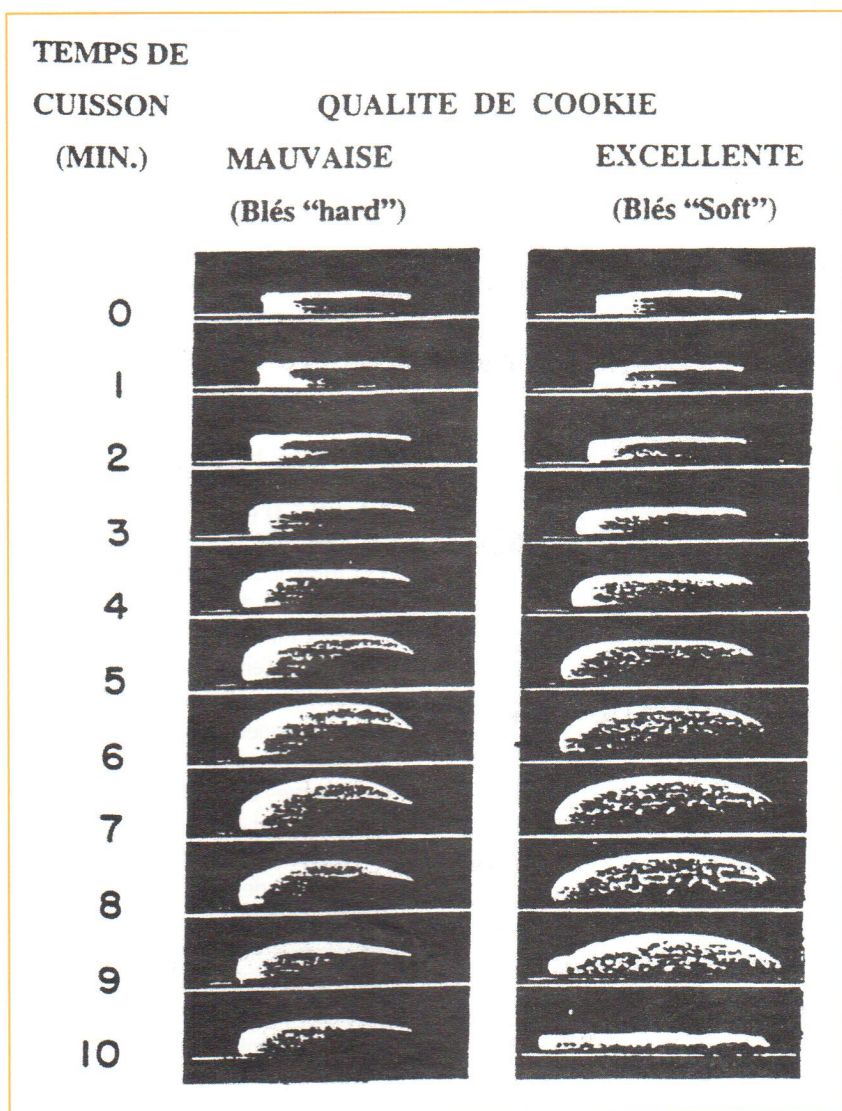 TEMPS DE
CUISSON QUALITE DE COOKIE
(MIN.) MAUVAISE EXCELLENTE
(Blés “hard”) (Blés “Soft”)
0
1
2
3
4
5
6
7
8
9
10